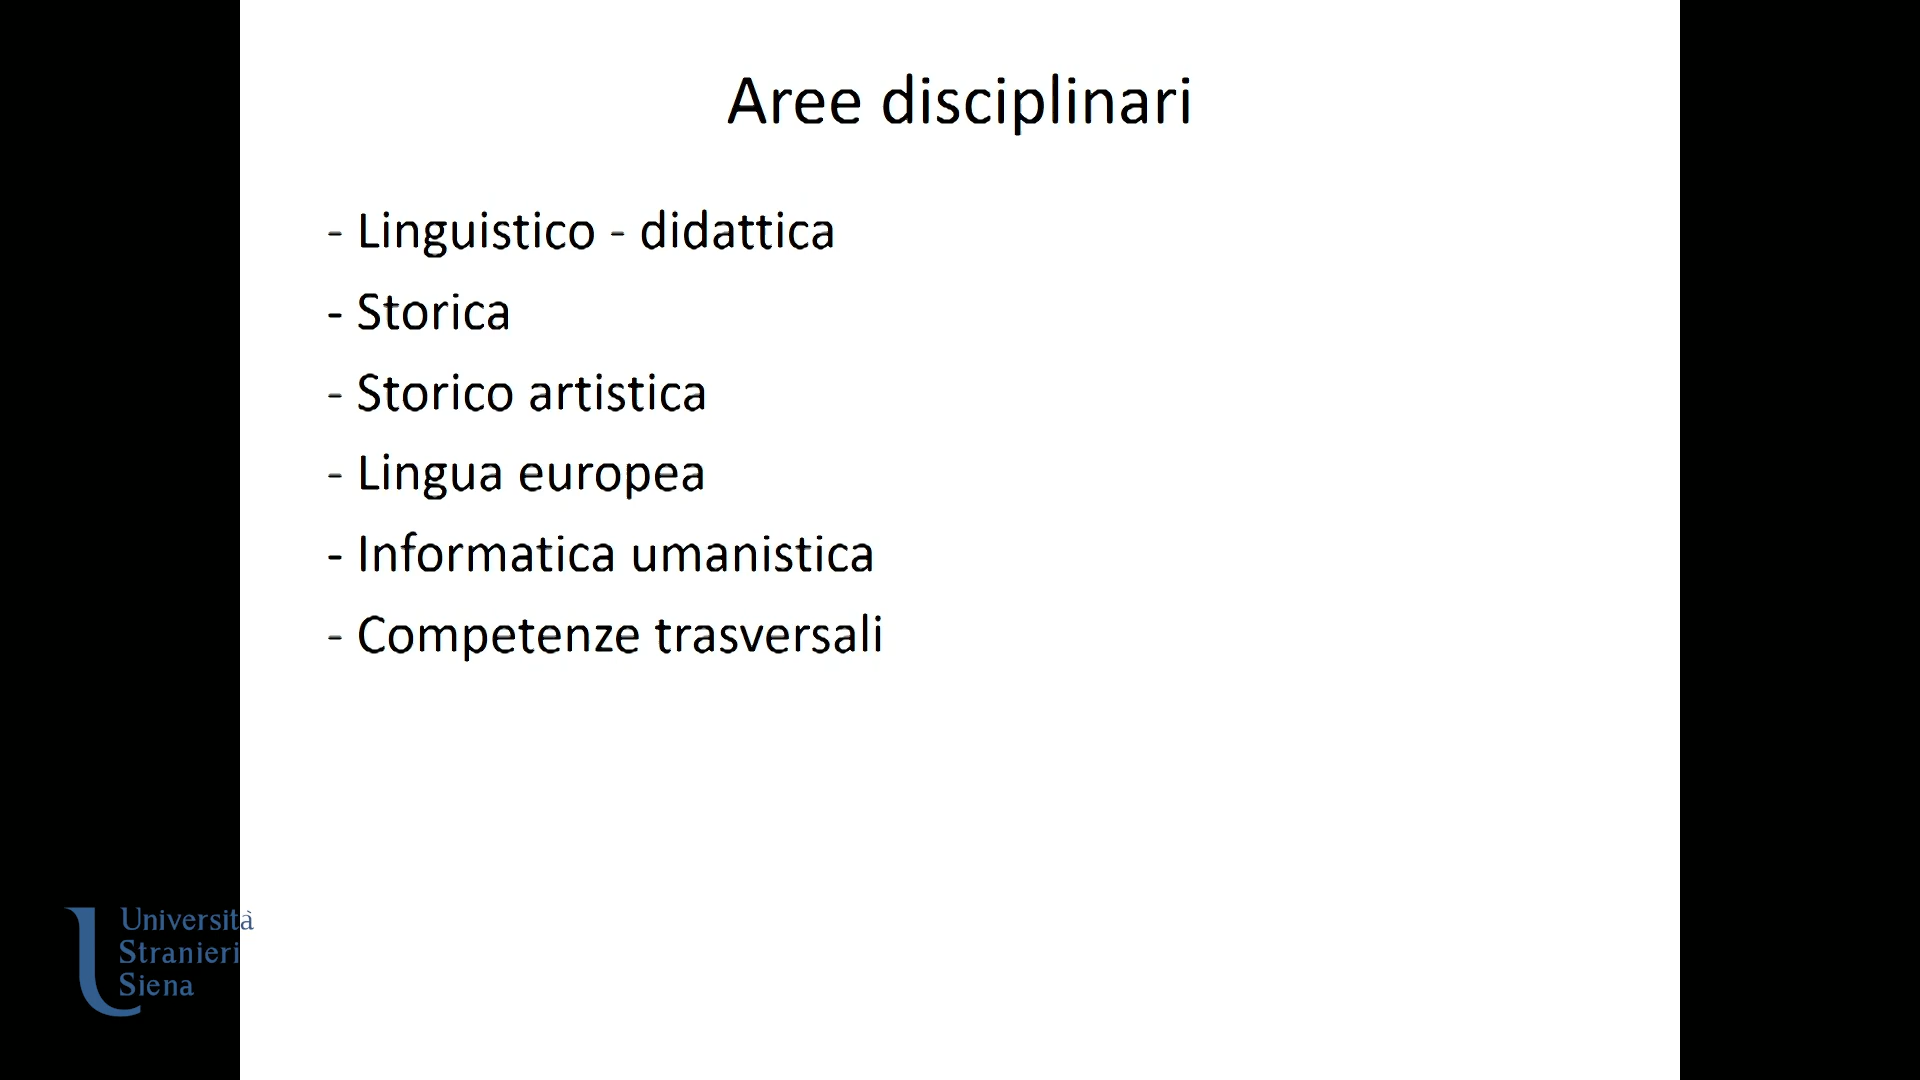 Aree disciplinari
- Linguistico - didattica
- Storica
- Storico artistica
- Lingua europea
- Informatica umanistica
- Competenze trasversali
Università
Stranieri
Siena